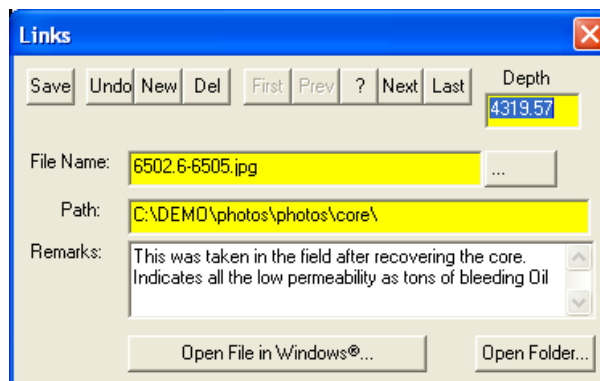 Links
Save Undo New Del First Prev ? Next Last
Depth
4319.57
File Name: 6502.6-6505.jpg ...
Path: C:\DEMO\photos\photos\core\
Remarks: This was taken in the field after recovering the core.
Indicates all the low permeability as tons of bleeding Oil
Open File in Windows®... Open Folder...